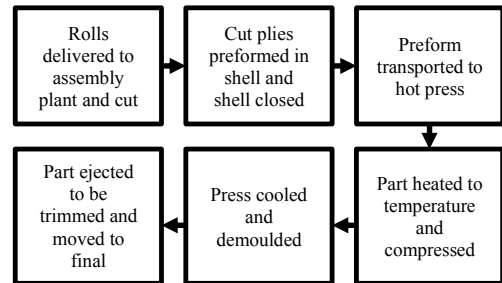 Rolls
delivered to
assembly
plant and cut
Cut plies
preformed in
shell and
shell closed
Preform
transported to
hot press
Part heated to
temperature
and
compressed
Press cooled
and
demoulded
Part ejected
to be
trimmed and
moved to
final